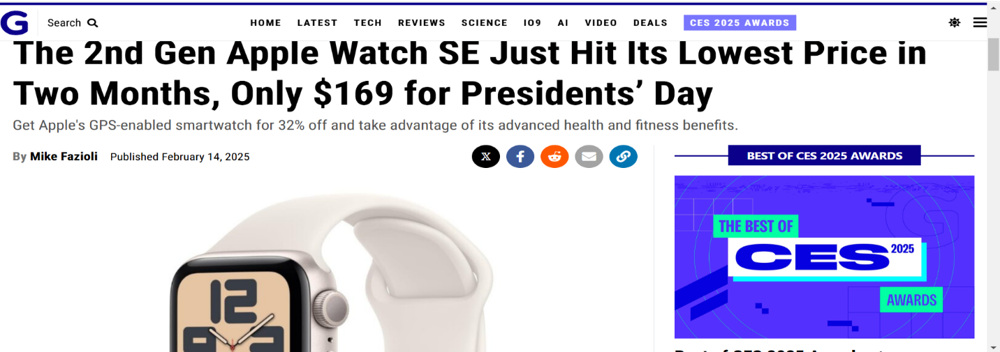 G
Search
HOME LATEST TECH REVIEWS SCIENCE IO9 AI VIDEO DEALS CES 2025 AWARDS
The 2nd Gen Apple Watch SE Just Hit Its Lowest Price in
Two Months, Only $169 for Presidents’ Day
Get Apple's GPS-enabled smartwatch for 32% off and take advantage of its advanced health and fitness benefits.
By Mike Fazioli Published February 14, 2025
BEST OF CES 2025 AWARDS
THE BEST OF
CES 2025
AWARDS
12